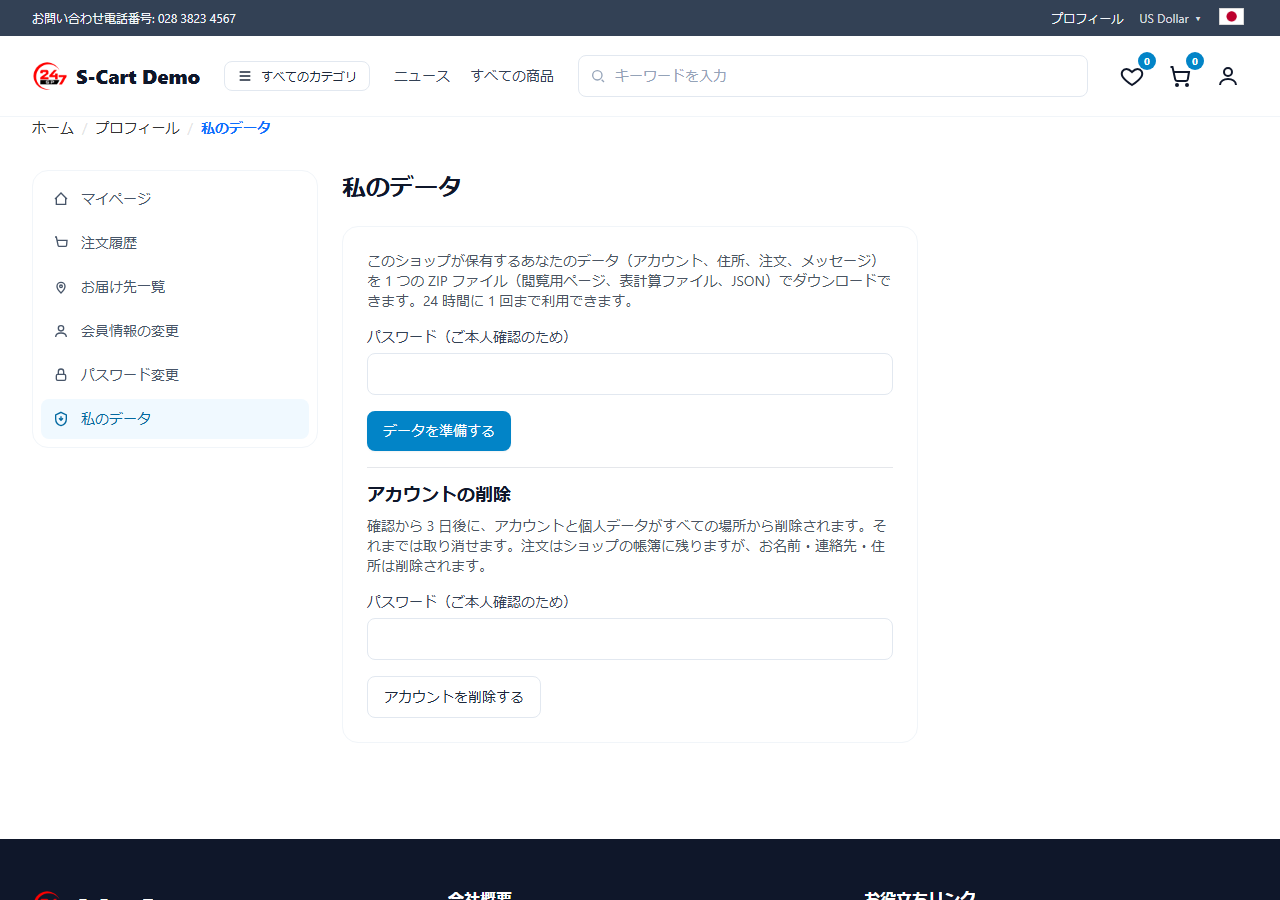 お問い合わせ電話番号: 028 3823 4567
プロフィール US Dollar
247 S-Cart Demo すべてのカテゴリ ニュース すべての商品 キーワードを入力 0 0
ホーム / プロフィール / 私のデータ
マイページ
注文履歴
お届け先一覧
会員情報の変更
パスワード変更
私のデータ
私のデータ
このショップが保有するあなたのデータ（アカウント、住所、注文、メッセージ）
を 1 つの ZIP ファイル（閲覧用ページ、表計算ファイル、JSON）でダウンロードで
きます。24 時間に 1 回まで利用できます。
パスワード（ご本人確認のため）
データを準備する
アカウントの削除
確認から 3 日後に、アカウントと個人データがすべての場所から削除されます。そ
れまでは取り消せます。注文はショップの帳簿に残りますが、お名前・連絡先・住
所は削除されます。
パスワード（ご本人確認のため）
アカウントを削除する
会社概要
お役立ちリンク